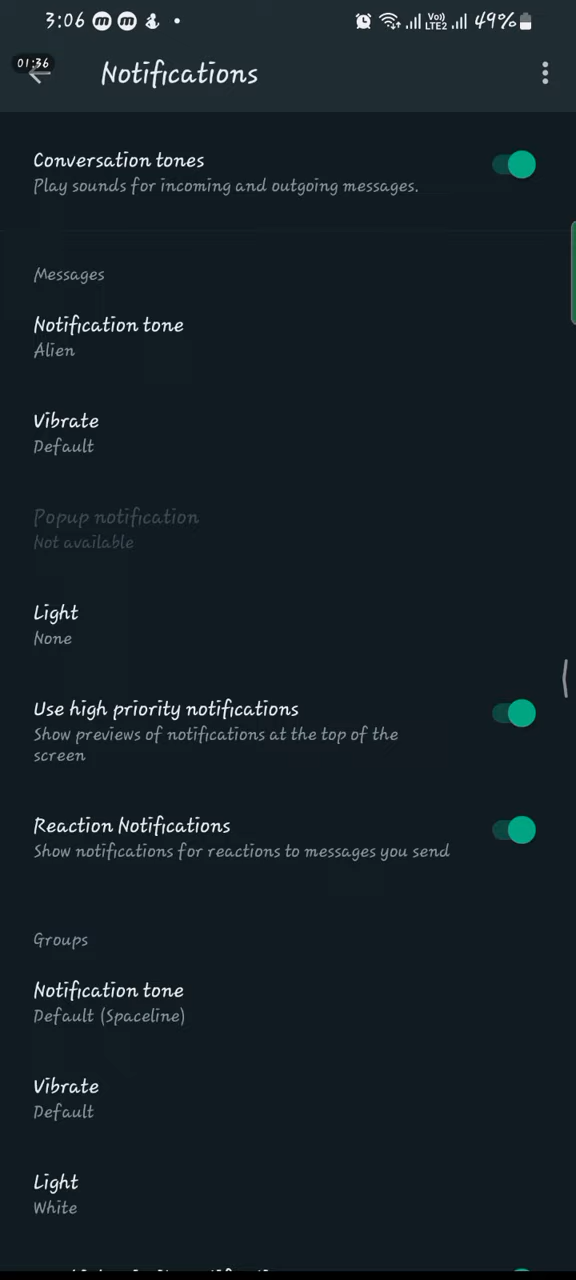 3:06 m m • Vo)) LTE2 49%
01:36
Notifications
Conversation tones
Play sounds for incoming and outgoing messages.
Messages
Notification tone
Alien
Vibrate
Default
Popup notification
Not available
Light
None
Use high priority notifications
Show previews of notifications at the top of the
screen
Reaction Notifications
Show notifications for reactions to messages you send
Groups
Notification tone
Default (Spaceline)
Vibrate
Default
Light
White